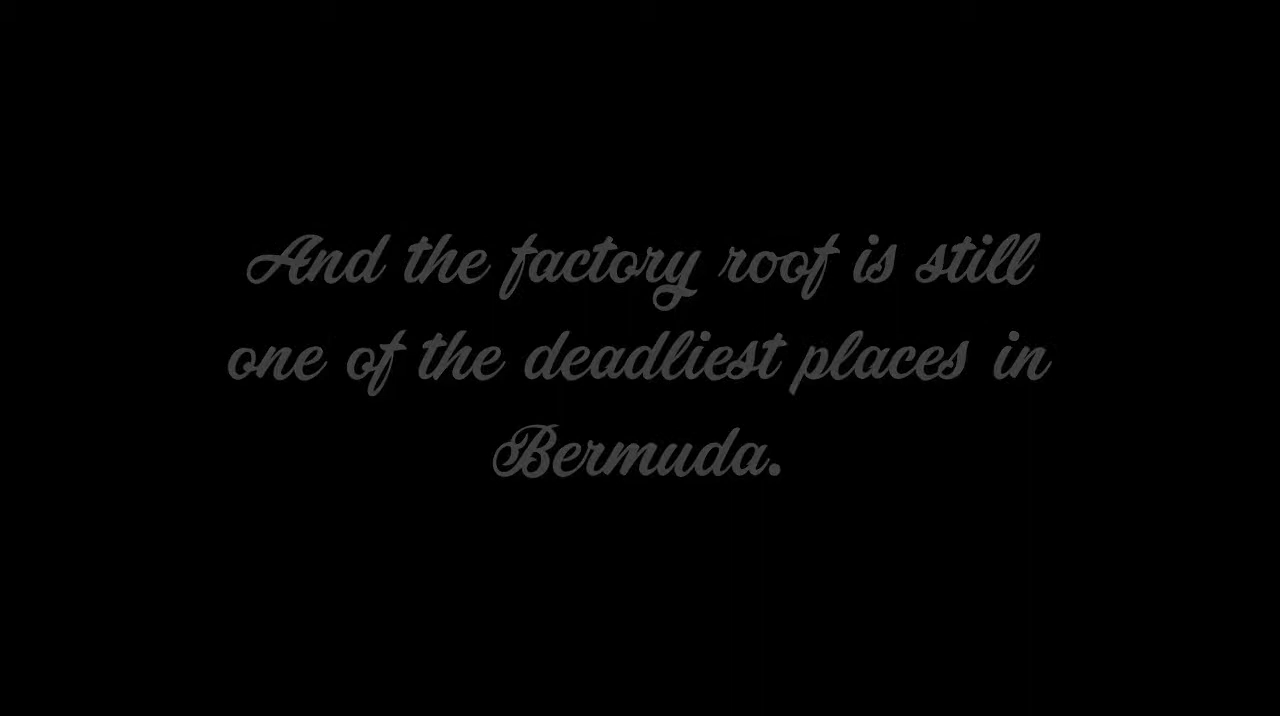 And the factory roof is still
one of the deadliest places in
Bermuda.